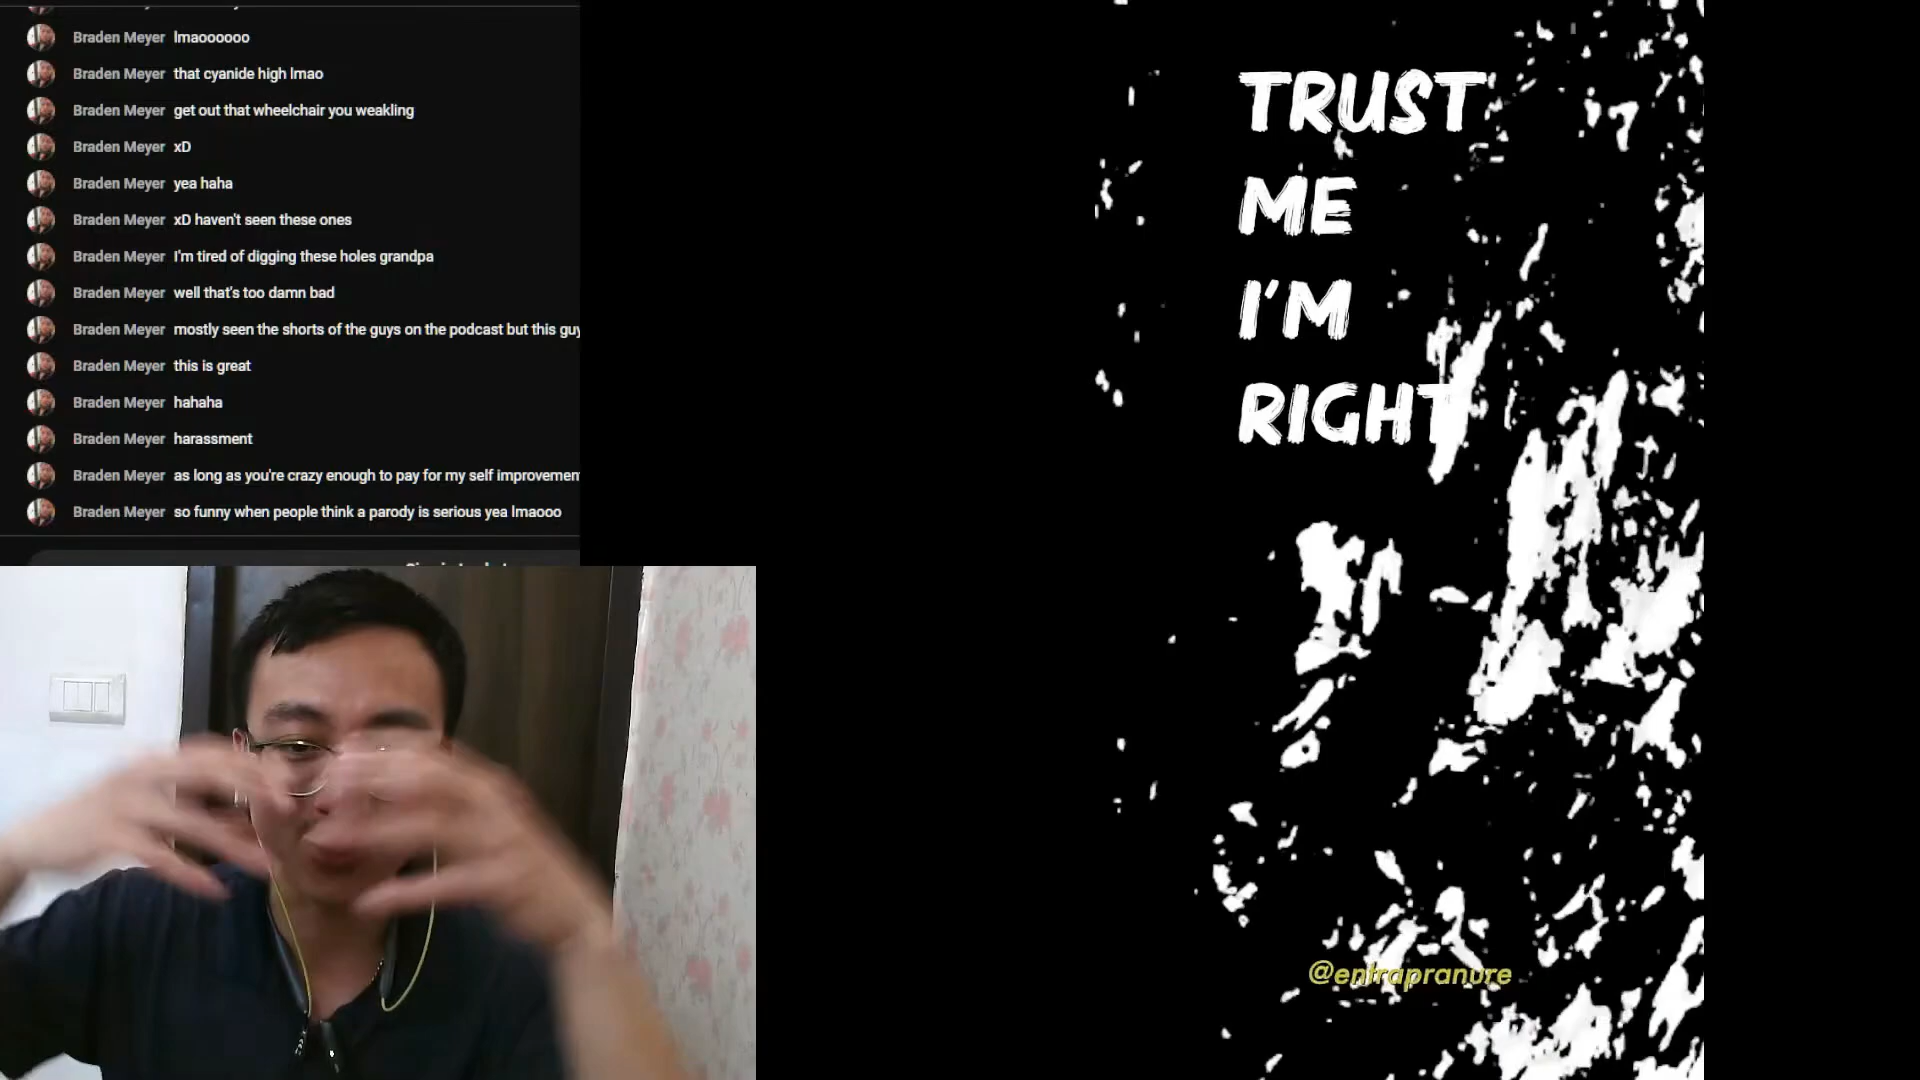 Braden Meyer lmaoooooo
Braden Meyer that cyanide high lmao
Braden Meyer get out that wheelchair you weakling
Braden Meyer xD
Braden Meyer yea haha
Braden Meyer xD haven't seen these ones
Braden Meyer I'm tired of digging these holes grandpa
Braden Meyer well that's too damn bad
Braden Meyer mostly seen the shorts of the guys on the podcast but this guy
Braden Meyer this is great
Braden Meyer hahaha
Braden Meyer harassment
Braden Meyer as long as you're crazy enough to pay for my self improvemen
Braden Meyer so funny when people think a parody is serious yea lmaooo
TRUST
ME
I'M
RIGHT
@entrapranure